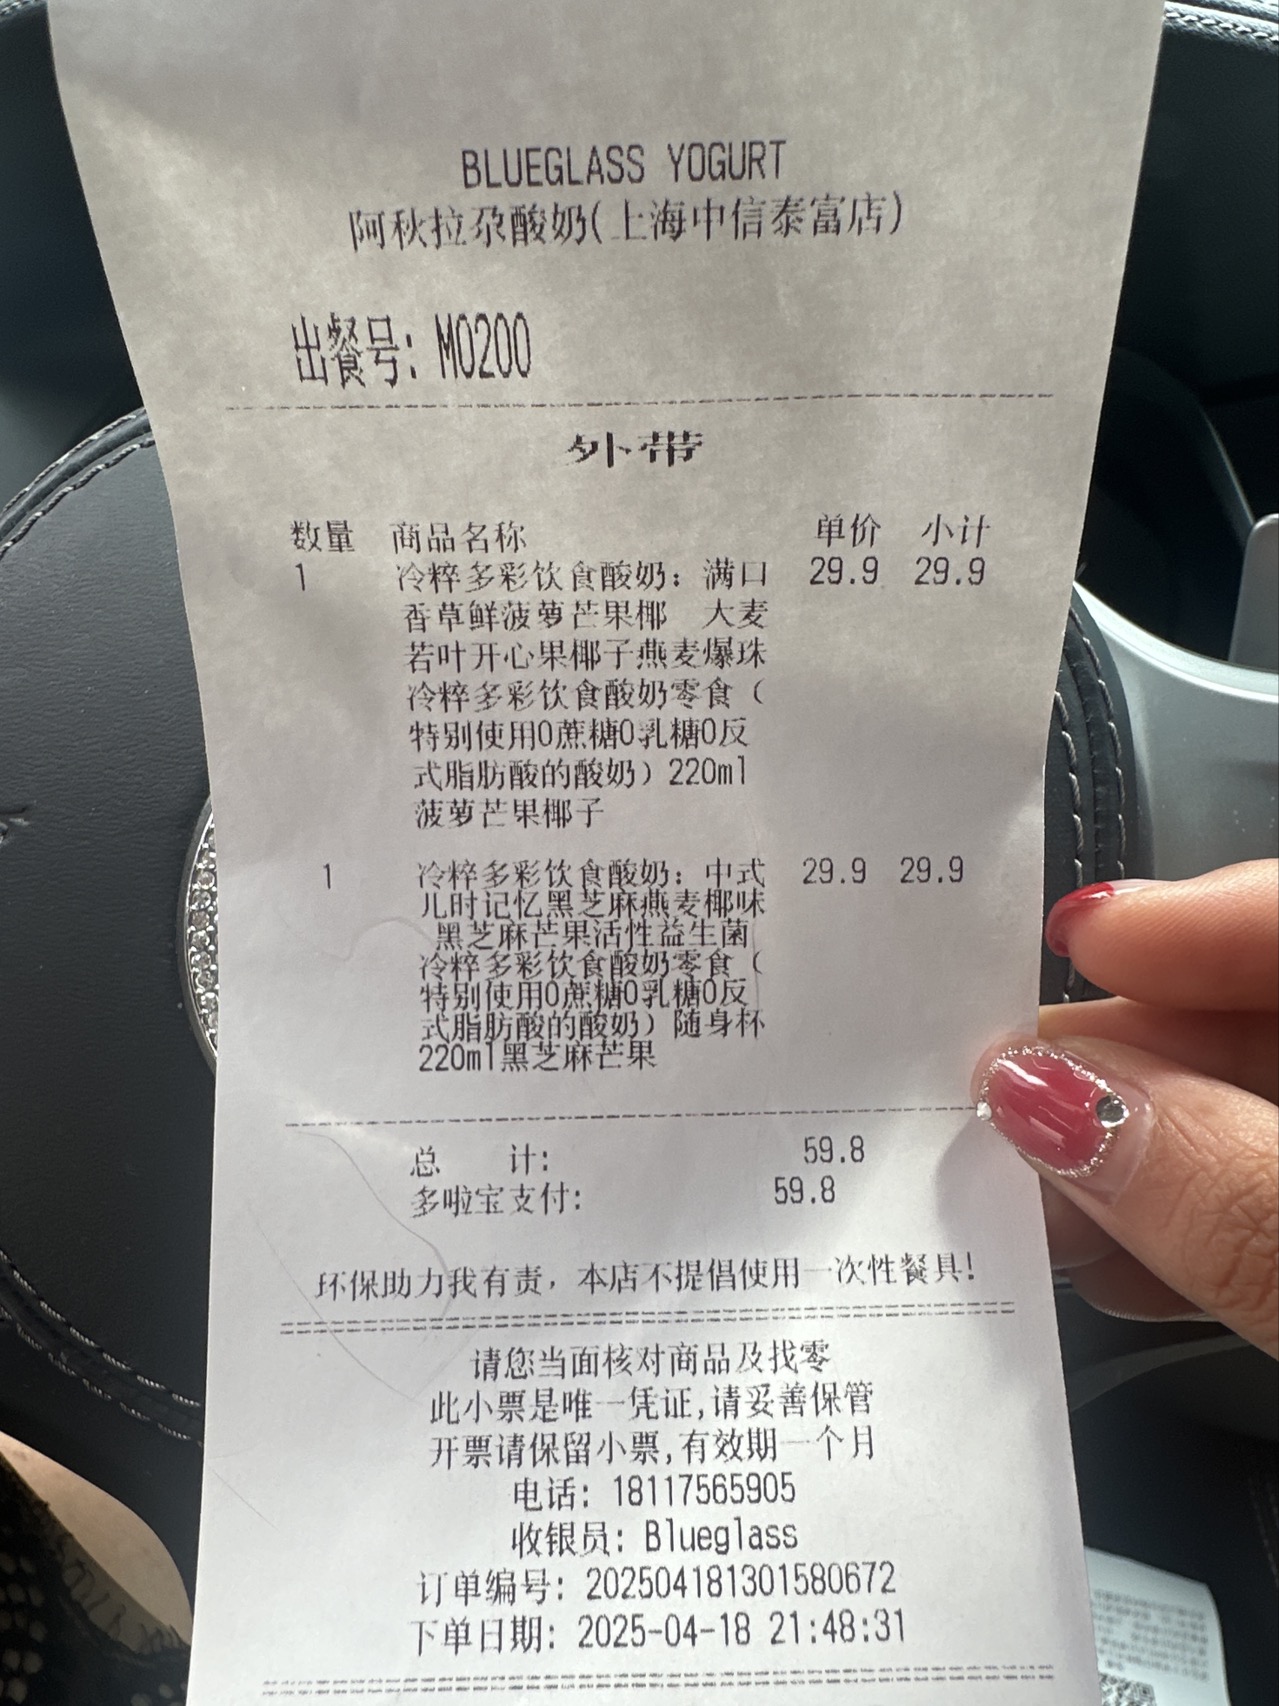 BLUEGLASS YOGURT
阿秋拉尕酸奶(上海中信泰富店)
出餐号: M0200
外带
数量 商品名称 单价 小计
1 冷粹多彩饮食酸奶: 满口 29.9 29.9
香草鲜菠萝芒果椰 大麦
若叶开心果椰子燕麦爆珠
冷粹多彩饮食酸奶零食(
特别使用0蔗糖0乳糖0反
式脂肪酸的酸奶)220ml
菠萝芒果椰子
1 冷粹多彩饮食酸奶: 中式 29.9 29.9
儿时记忆黑芝麻燕麦椰味
黑芝麻芒果活性益生菌
冷粹多彩饮食酸奶零食(
特别使用0蔗糖0乳糖0反
式脂肪酸的酸奶)随身杯
220ml黑芝麻芒果
总 计: 59.8
多啦宝支付: 59.8
环保助力我有责，本店不提倡使用一次性餐具!
请您当面核对商品及找零
此小票是唯一凭证,请妥善保管
开票请保留小票,有效期一个月
电话: 18117565905
收银员: Blueglass
订单编号: 202504181301580672
下单日期: 2025-04-18 21:48:31